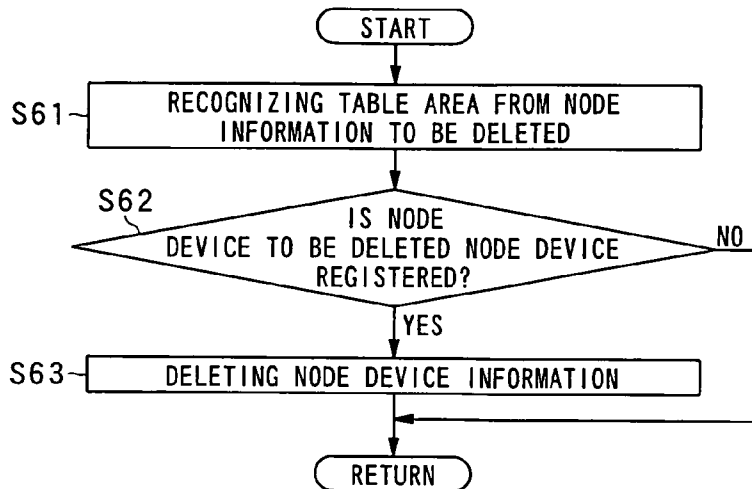 START
S61
RECOGNIZING TABLE AREA FROM NODE
INFORMATION TO BE DELETED
S62
IS NODE
DEVICE TO BE DELETED NODE DEVICE
REGISTERED?
NO
YES
S63
DELETING NODE DEVICE INFORMATION
RETURN